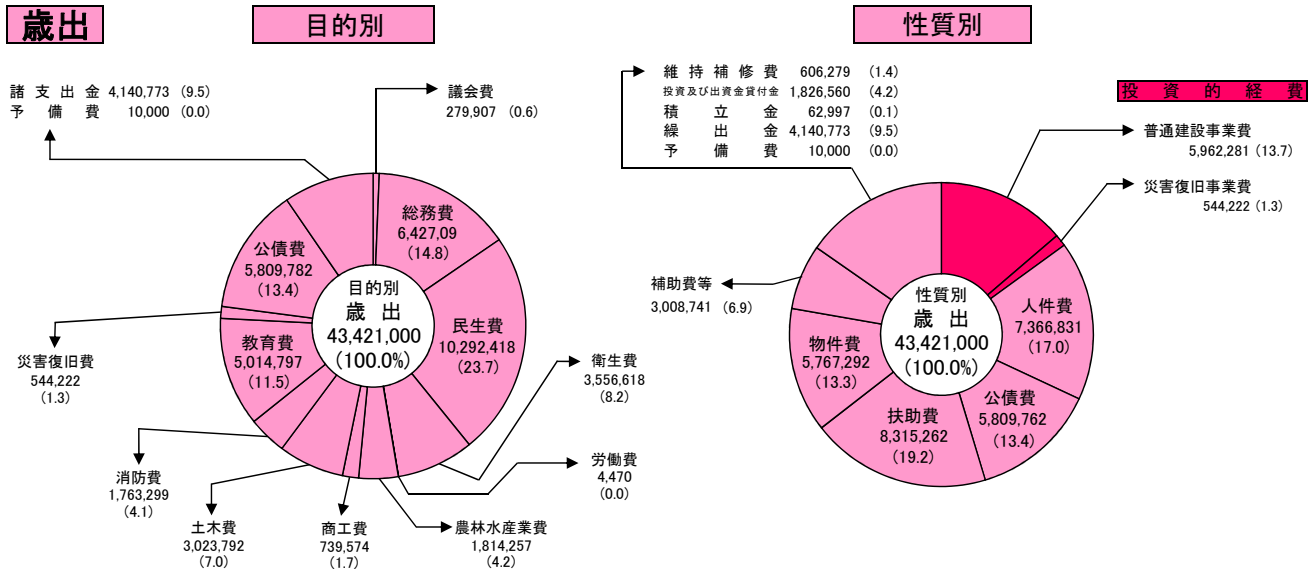 歳出
目的別
諸支出金 4,140,773 (9.5)
予備費 10,000 (0.0)
議会費
279,907 (0.6)
総務費
6,427,09
(14.8)
民生費
10,292,418
(23.7)
衛生費
3,556,618
(8.2)
労働費
4,470
(0.0)
農林水産業費
1,814,257
(4.2)
商工費
739,574
(1.7)
土木費
3,023,792
(7.0)
消防費
1,763,299
(4.1)
教育費
5,014,797
(11.5)
災害復旧費
544,222
(1.3)
公債費
5,809,782
(13.4)
目的別
歳出
43,421,000
(100.0%)
性質別
維持補修費 606,279 (1.4)
投資及び出資金貸付金 1,826,560 (4.2)
積立金 62,997 (0.1)
繰出金 4,140,773 (9.5)
予備費 10,000 (0.0)
投資的経費
普通建設事業費
5,962,281 (13.7)
災害復旧事業費
544,222 (1.3)
人件費
7,366,831
(17.0)
公債費
5,809,762
(13.4)
扶助費
8,315,262
(19.2)
物件費
5,767,292
(13.3)
補助費等
3,008,741 (6.9)
性質別
歳出
43,421,000
(100.0%)